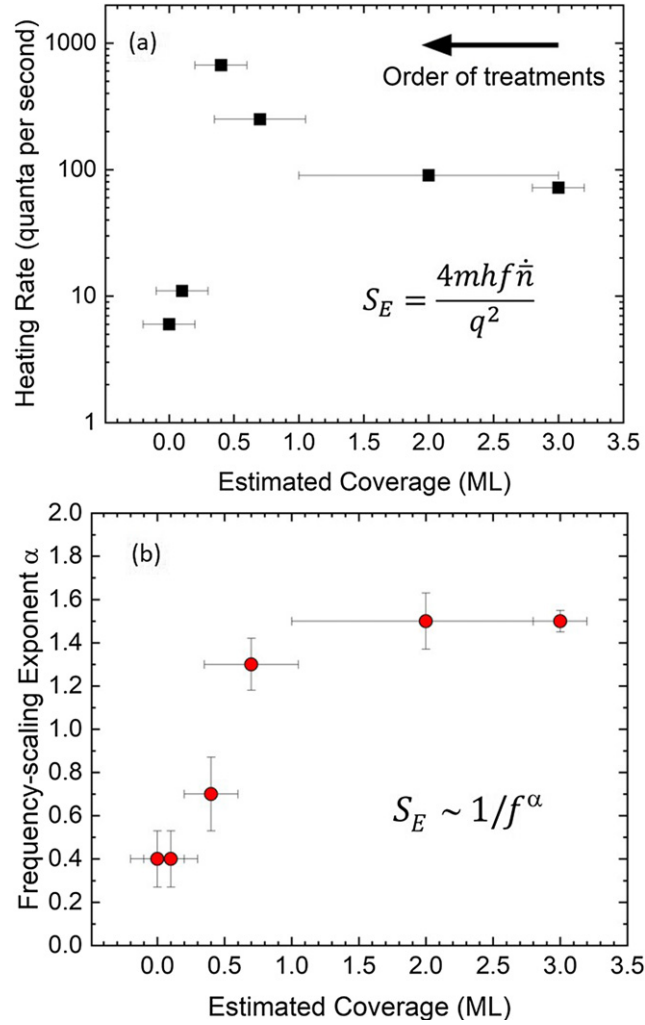 (a)
Order of treatments
Heating Rate (quanta per second)
1000
100
10
1
S_E = 4mhfṅ̄ / q²
0.0 0.5 1.0 1.5 2.0 2.5 3.0 3.5
Estimated Coverage (ML)
(b)
Frequency-scaling Exponent α
2.0
1.8
1.6
1.4
1.2
1.0
0.8
0.6
0.4
0.2
0.0
S_E ~ 1/f^α
0.0 0.5 1.0 1.5 2.0 2.5 3.0 3.5
Estimated Coverage (ML)